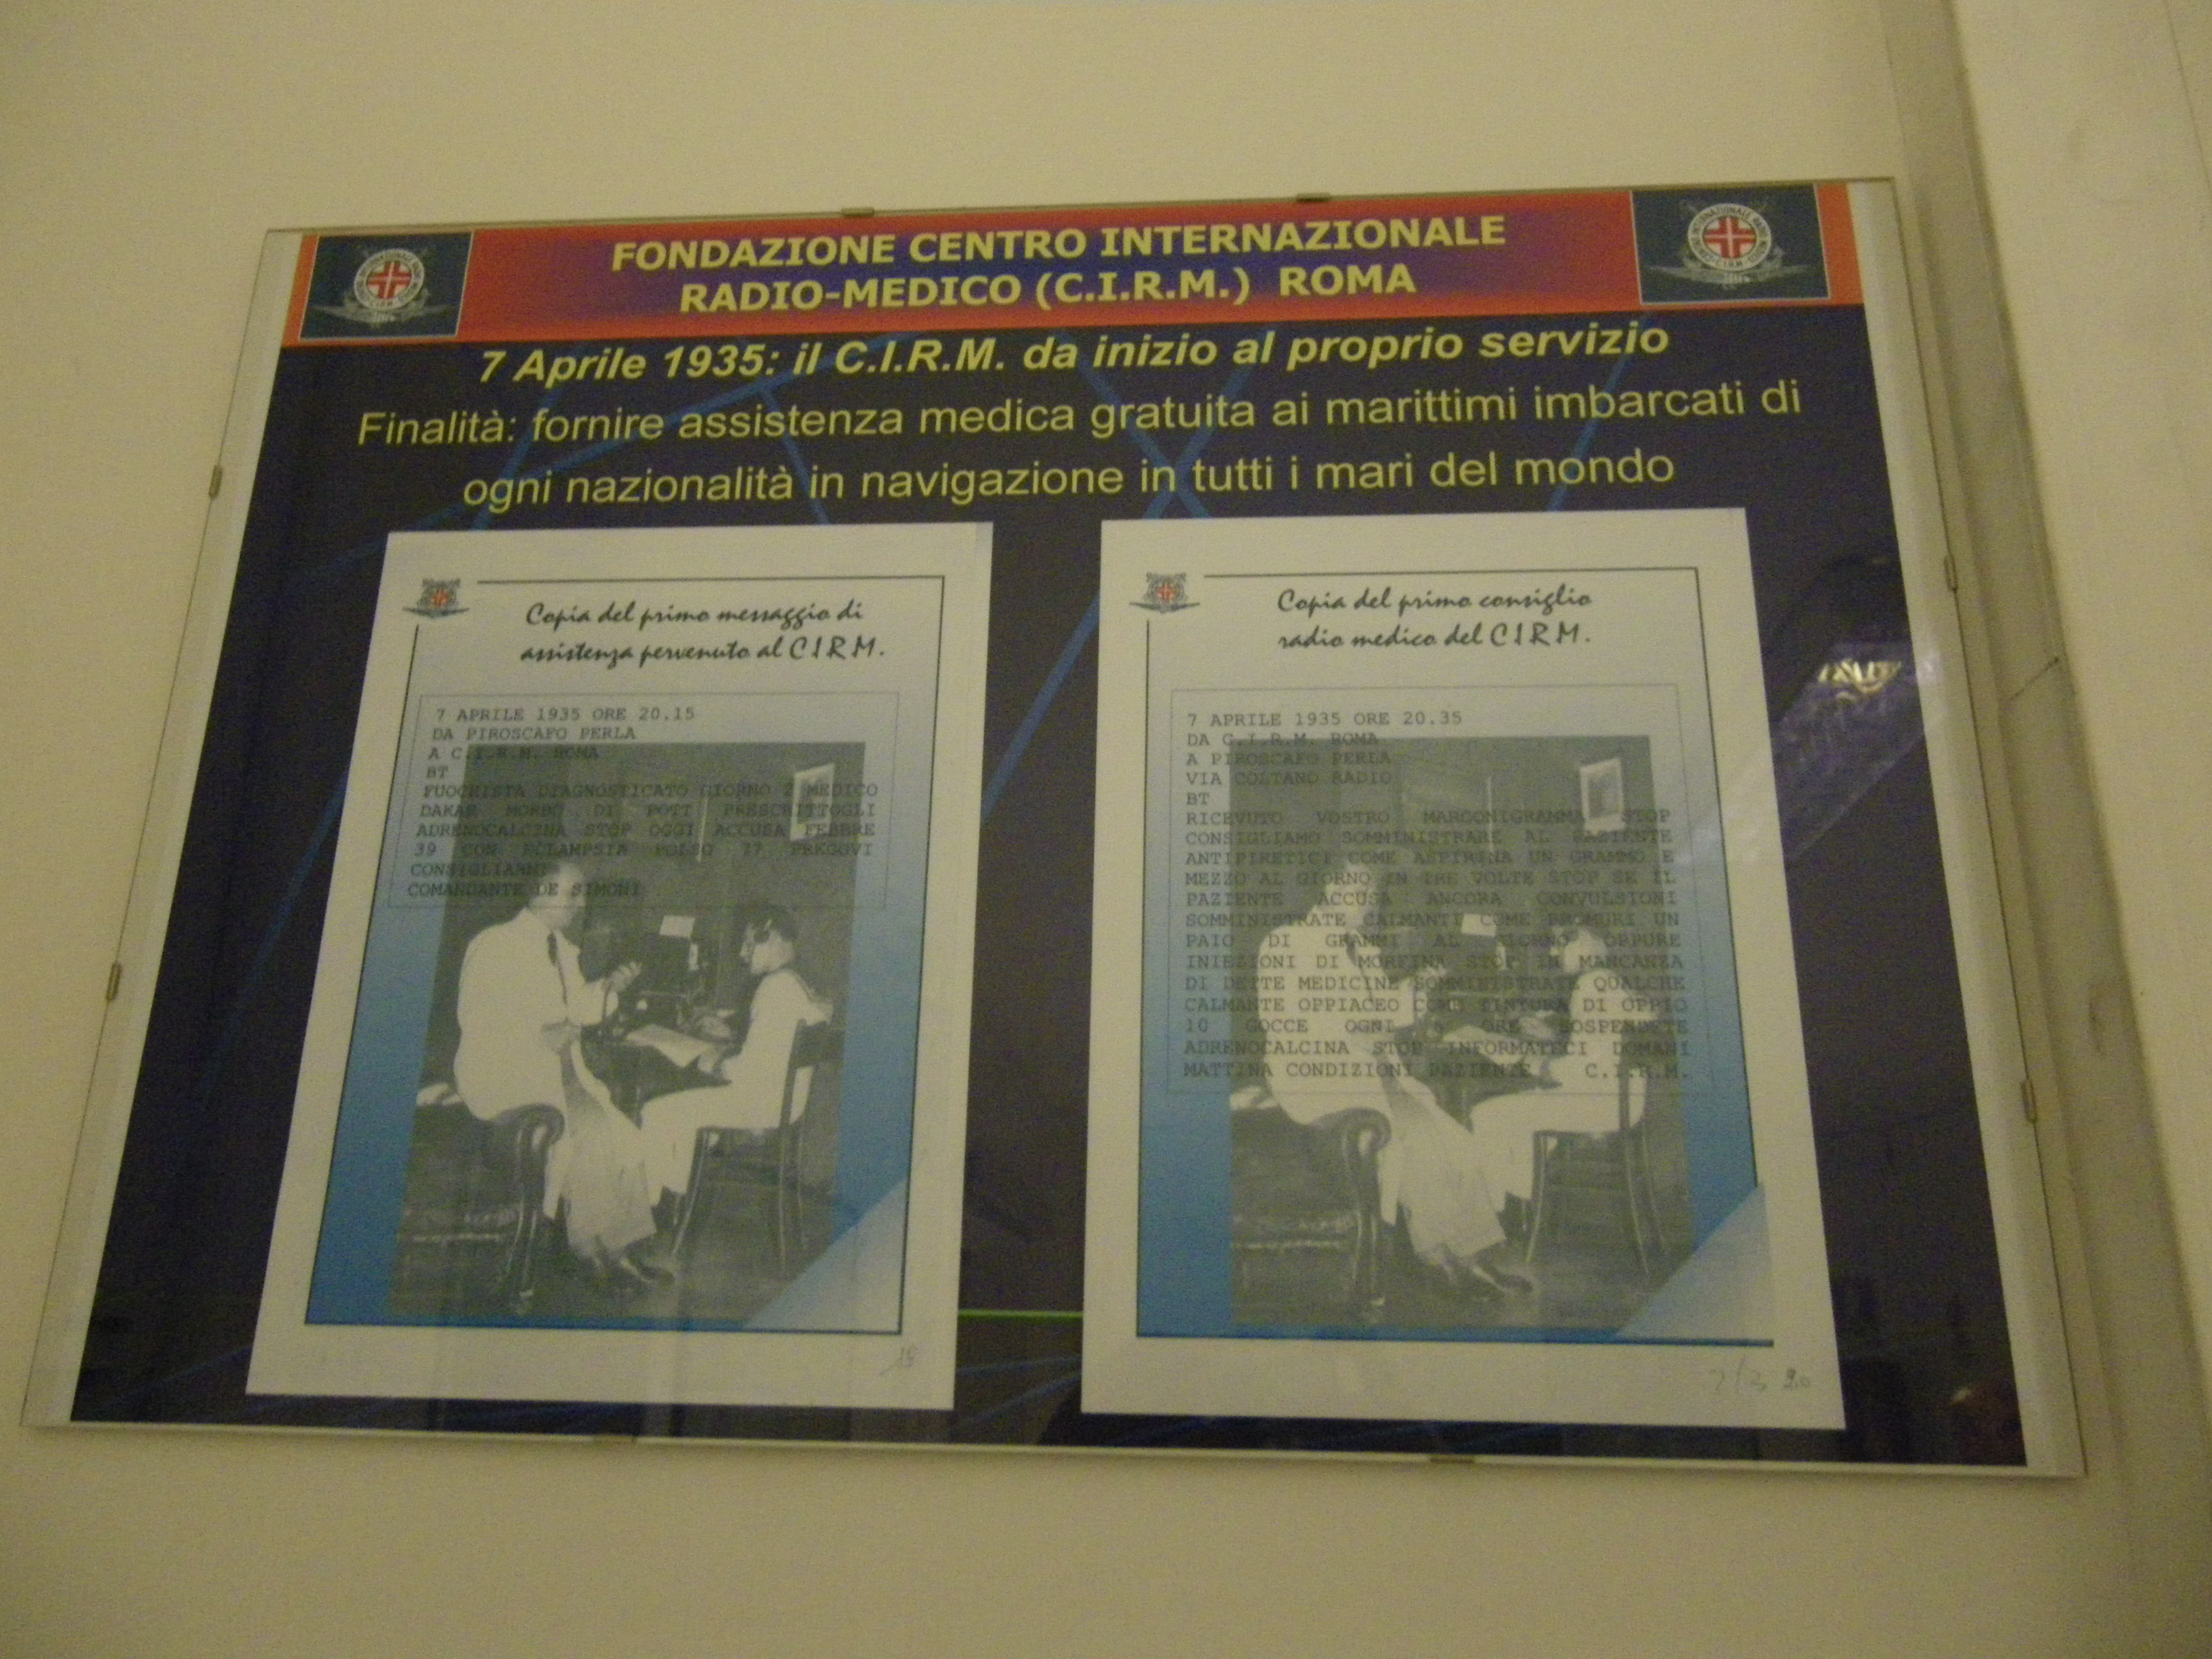 FONDAZIONE CENTRO INTERNAZIONALE
RADIO-MEDICO (C.I.R.M.) ROMA
7 Aprile 1935: il C.I.R.M. da inizio al proprio servizio
Finalità: fornire assistenza medica gratuita ai marittimi imbarcati di
ogni nazionalità in navigazione in tutti i mari del mondo
Copia del primo messaggio di
assistenza pervenuto al C.I.R.M.
7 APRILE 1935 ORE 20.15
DA PIROSCAFO PERLA
A C.I.R.M. ROMA
BT
FUOCHISTA DIAGNOSTICATO GIORNO 2 MEDICO
DAKAR MORBO DI POTT PRESCRITTOGLI
ADRENOCALCINA STOP OGGI ACCUSA FEBBRE
39 CON ECLAMPSIA POLSO 77 PREGOVI
CONSIGLIARMI
COMANDANTE DE SIMONI
15
Copia del primo consiglio
radio medico del C.I.R.M.
7 APRILE 1935 ORE 20.35
DA C.I.R.M. ROMA
A PIROSCAFO PERLA
VIA COLTANO RADIO
BT
RICEVUTO VOSTRO MARCONIGRAMMA STOP
CONSIGLIAMO SOMMINISTRARE AL PAZIENTE
ANTIPIRETICI COME ASPIRINA UN GRAMMO E
MEZZO AL GIORNO IN TRE VOLTE STOP SE IL
PAZIENTE ACCUSA ANCORA CONVULSIONI
SOMMINISTRATE CALMANTI COME BROMURI UN
PAIO DI GRAMMI AL GIORNO OPPURE
INIEZIONI DI MORFINA STOP IN MANCANZA
DI DETTE MEDICINE SOMMINISTRATE QUALCHE
CALMANTE OPPIACEO COME TINTURA DI OPPIO
10 GOCCE OGNI ORE SOSPENDETE
ADRENOCALCINA STOP INFORMATECI DOMANI
MATTINA CONDIZIONI PAZIENTE C.I.R.M.